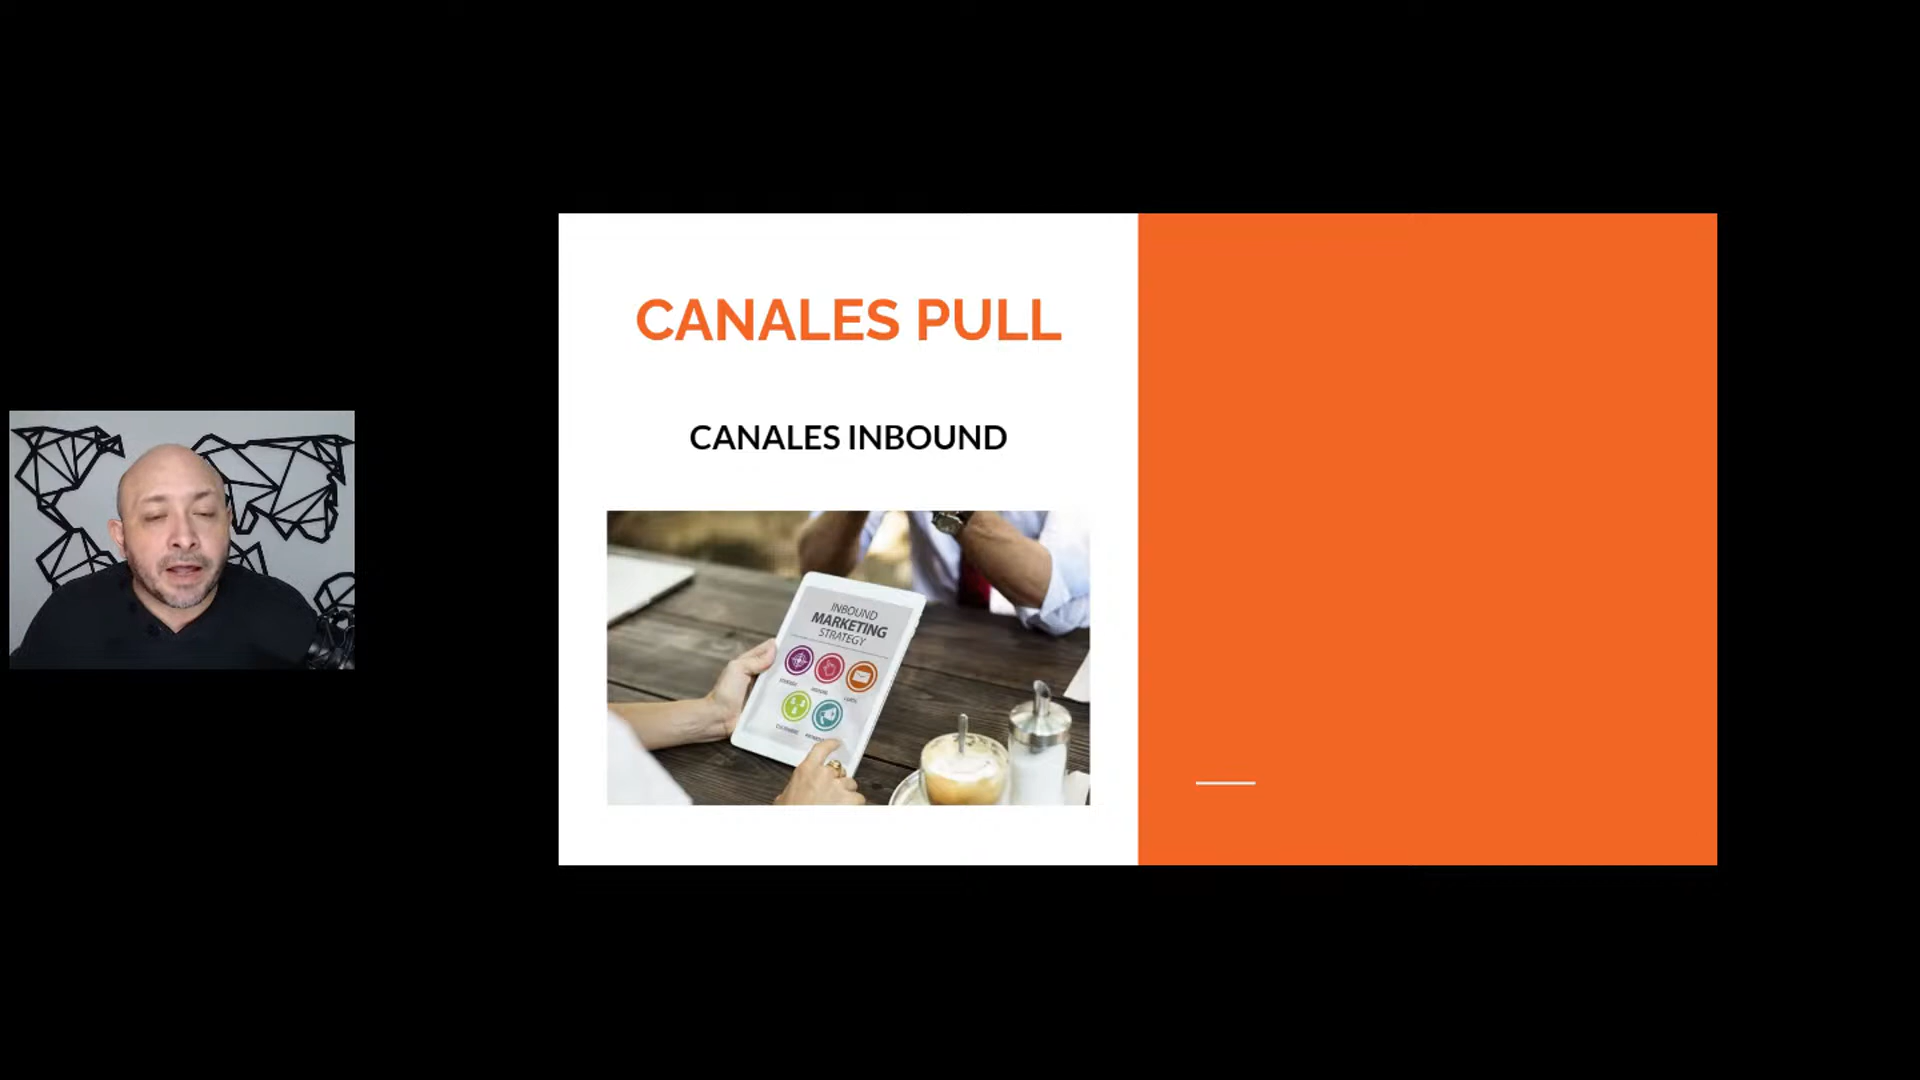 CANALES PULL
CANALES INBOUND
INBOUND
MARKETING
STRATEGY